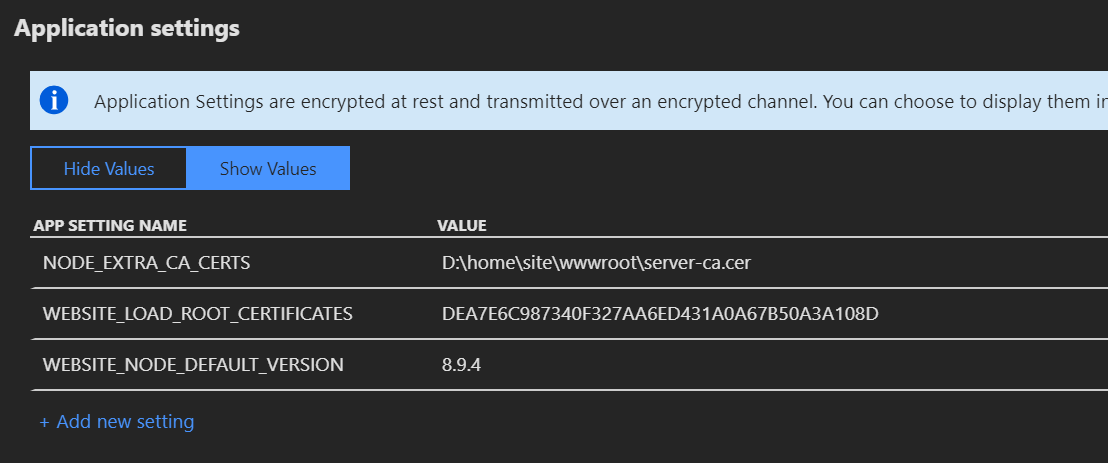 Application settings
Application Settings are encrypted at rest and transmitted over an encrypted channel. You can choose to display them in
Hide Values Show Values
APP SETTING NAME VALUE
NODE_EXTRA_CA_CERTS D:\home\site\wwwroot\server-ca.cer
WEBSITE_LOAD_ROOT_CERTIFICATES DEA7E6C987340F327AA6ED431A0A67B50A3A108D
WEBSITE_NODE_DEFAULT_VERSION 8.9.4
+ Add new setting